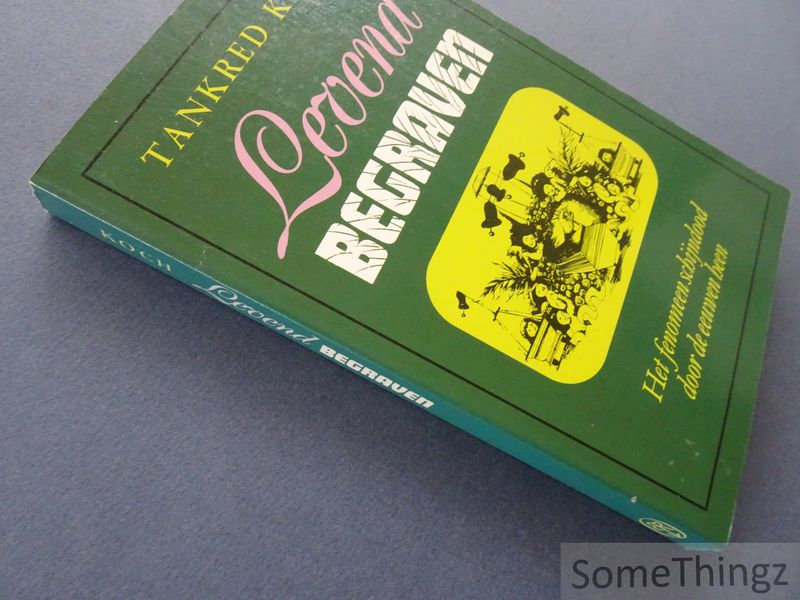 TANKRED K
Levend
BEGRAVEN
Het fenomeen schijndood
door de eeuwen heen
KOCH Levend BEGRAVEN
SomeThingz